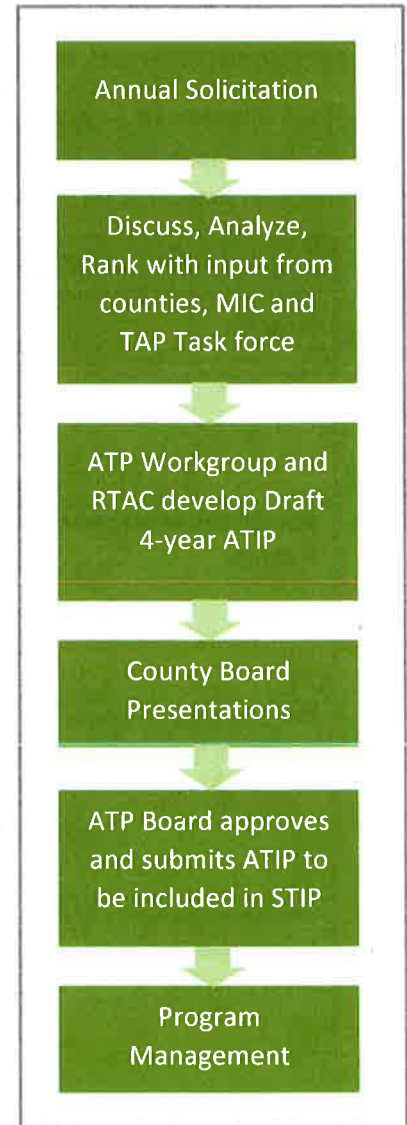 Annual Solicitation
Discuss, Analyze,
Rank with input from
counties, MIC and
TAP Task force
ATP Workgroup and
RTAC develop Draft
4-year ATIP
County Board
Presentations
ATP Board approves
and submits ATIP to
be included in STIP
Program
Management